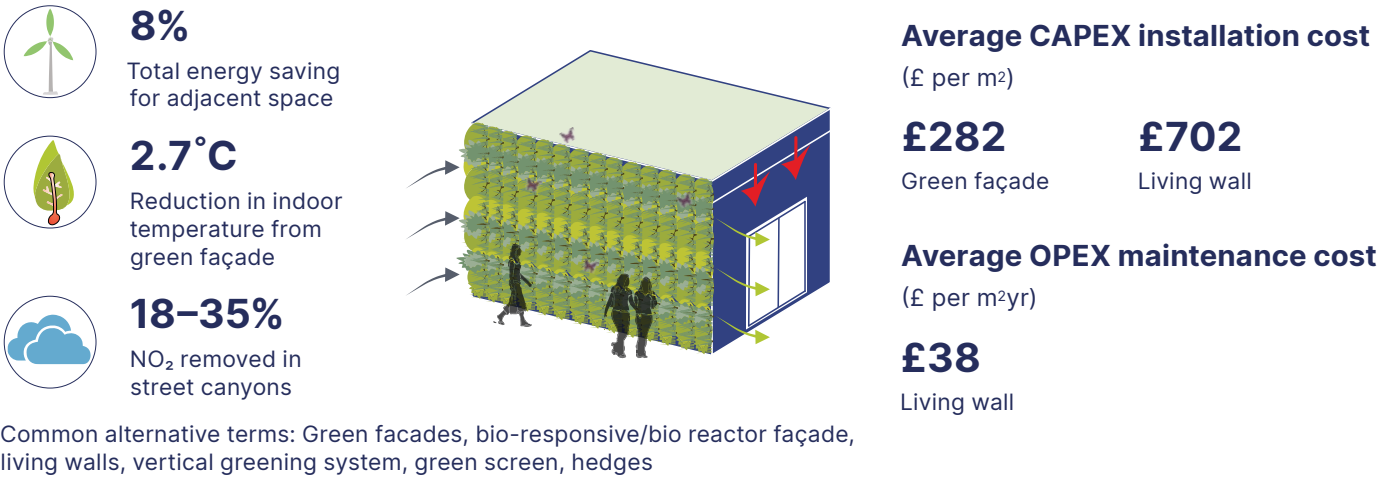 8%
Total energy saving
for adjacent space
2.7˚C
Reduction in indoor
temperature from
green façade
18–35%
NO₂ removed in
street canyons
Common alternative terms: Green facades, bio-responsive/bio reactor façade,
living walls, vertical greening system, green screen, hedges
Average CAPEX installation cost
(£ per m²)
£282 £702
Green façade Living wall
Average OPEX maintenance cost
(£ per m²yr)
£38
Living wall